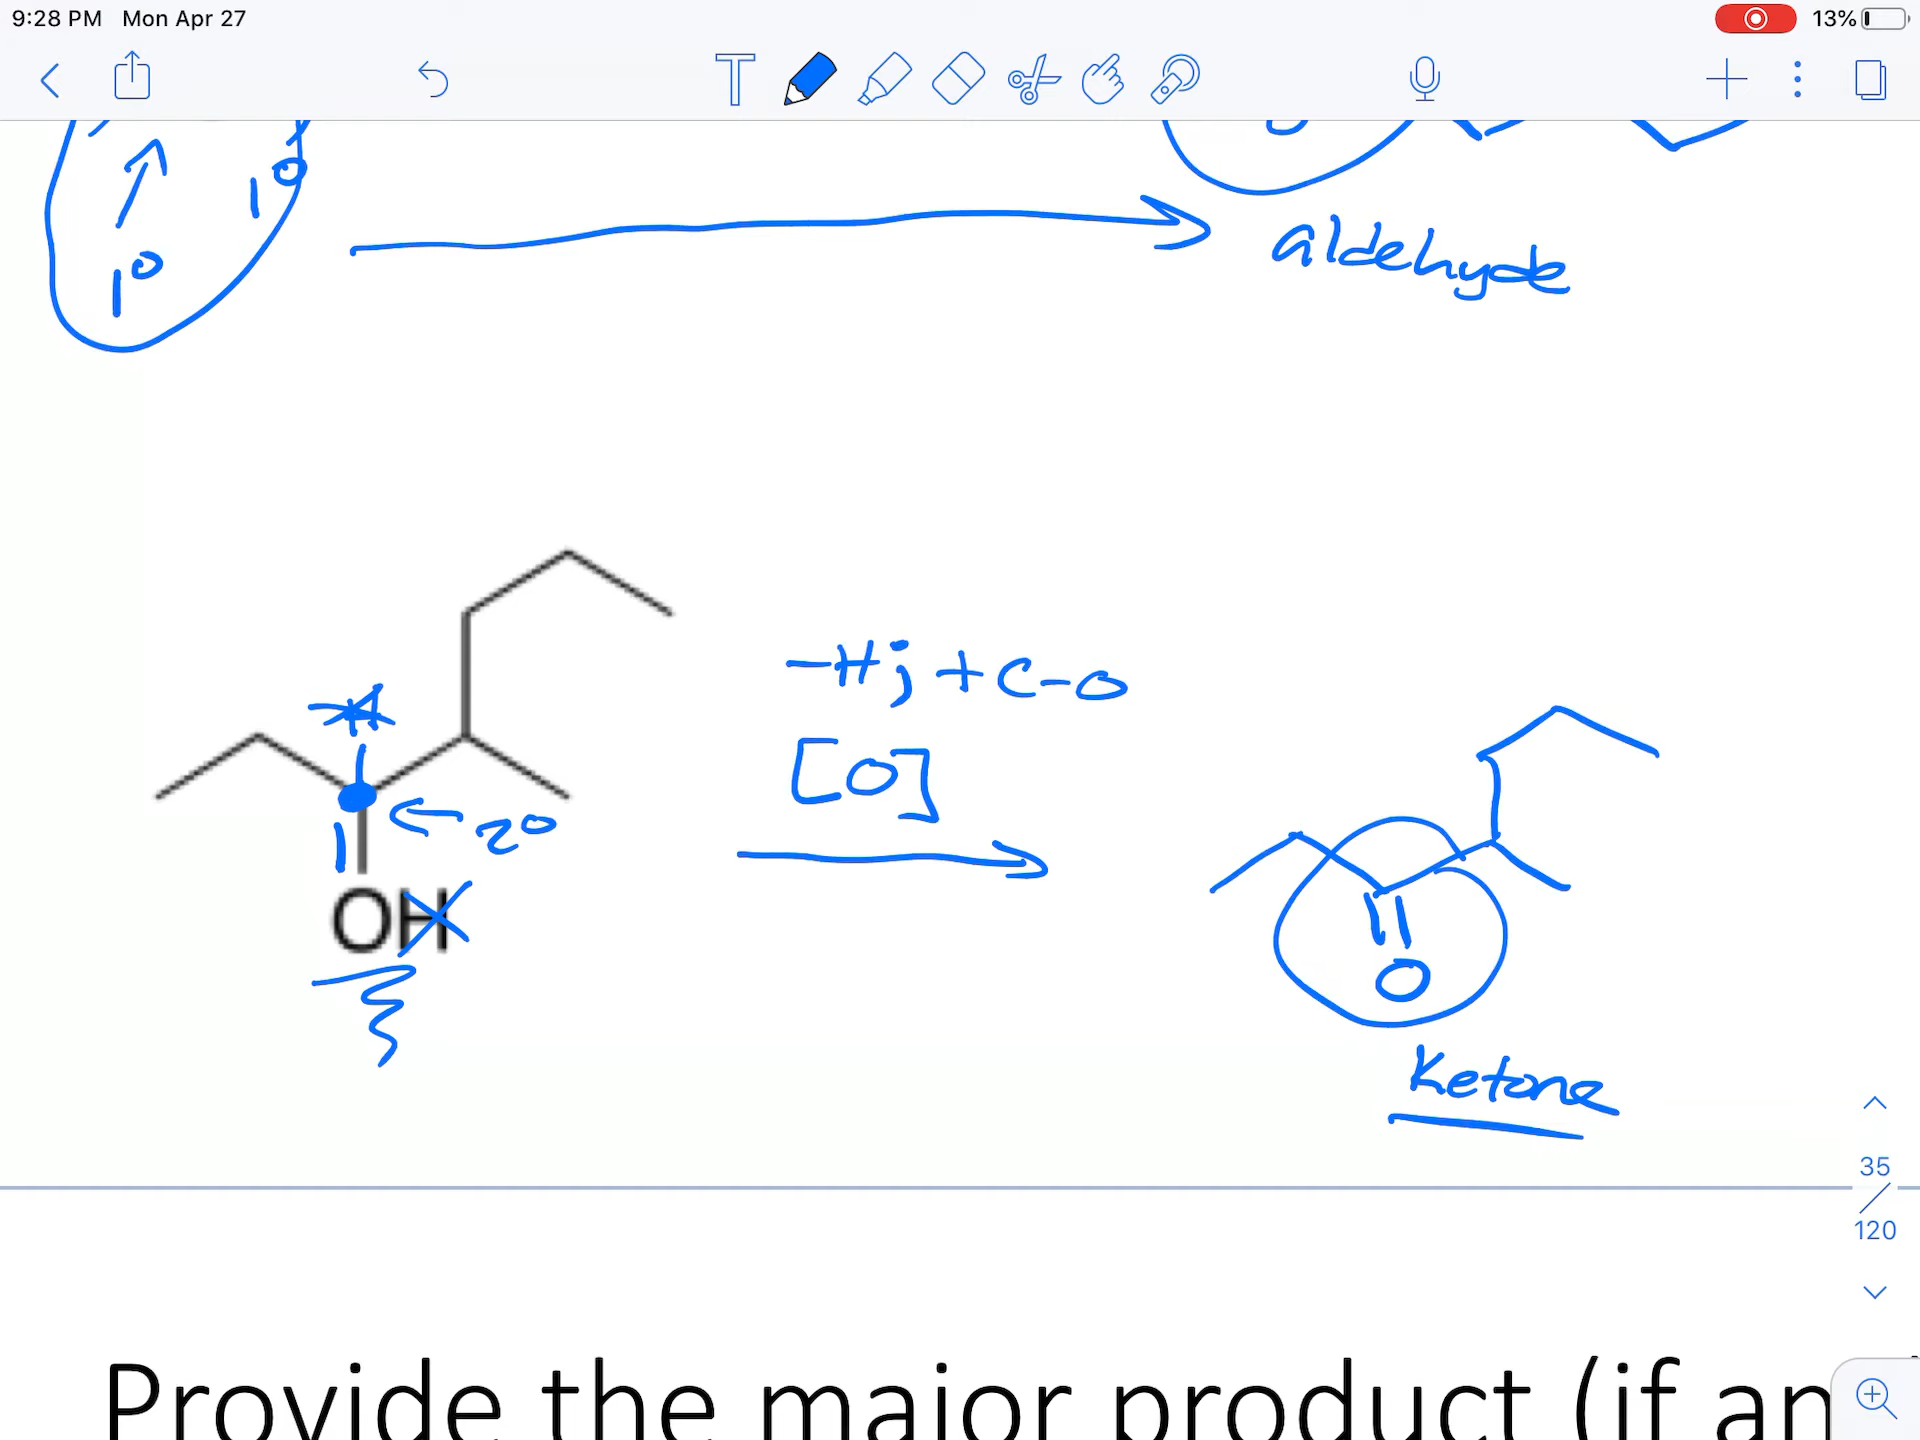 9:28 PM Mon Apr 27 13%
T
1° 1°
aldehyde
-H; + C-O
[O]
2°
OH
O
Ketone
35
120
Provide the major product (if an